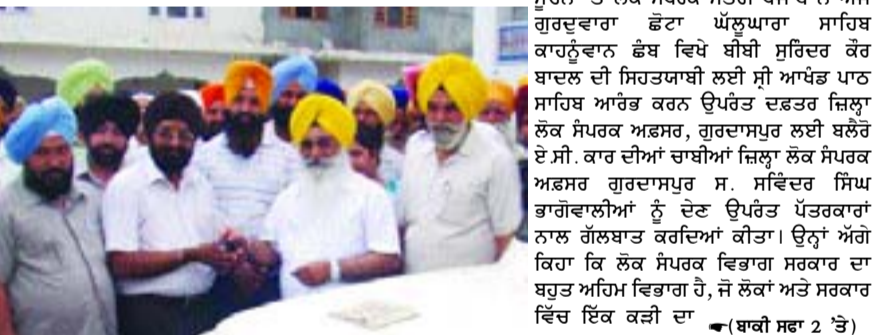 ਗੁਰਦੁਵਾਰਾ ਛੋਟਾ ਘੱਲੂਘਾਰਾ ਸਾਹਿਬ
ਕਾਹਨੂੰਵਾਨ ਛੰਬ ਵਿਖੇ ਬੀਬੀ ਸੁਰਿੰਦਰ ਕੌਰ
ਬਾਦਲ ਦੀ ਸਿਹਤਯਾਬੀ ਲਈ ਸ੍ਰੀ ਆਖੰਡ ਪਾਠ
ਸਾਹਿਬ ਆਰੰਭ ਕਰਨ ਉਪਰੰਤ ਦਫ਼ਤਰ ਜ਼ਿਲ੍ਹਾ
ਲੋਕ ਸੰਪਰਕ ਅਫ਼ਸਰ, ਗੁਰਦਾਸਪੁਰ ਲਈ ਬਲੈਰੋ
ਏ.ਸੀ. ਕਾਰ ਦੀਆਂ ਚਾਬੀਆਂ ਜ਼ਿਲ੍ਹਾ ਲੋਕ ਸੰਪਰਕ
ਅਫ਼ਸਰ ਗੁਰਦਾਸਪੁਰ ਸ. ਸਵਿੰਦਰ ਸਿੰਘ
ਭਾਗੋਵਾਲੀਆਂ ਨੂੰ ਦੇਣ ਉਪਰੰਤ ਪੱਤਰਕਾਰਾਂ
ਨਾਲ ਗੱਲਬਾਤ ਕਰਦਿਆਂ ਕੀਤਾ। ਉਨ੍ਹਾਂ ਅੱਗੇ
ਕਿਹਾ ਕਿ ਲੋਕ ਸੰਪਰਕ ਵਿਭਾਗ ਸਰਕਾਰ ਦਾ
ਬਹੁਤ ਅਹਿਮ ਵਿਭਾਗ ਹੈ, ਜੋ ਲੋਕਾਂ ਅਤੇ ਸਰਕਾਰ
ਵਿੱਚ ਇੱਕ ਕੜੀ ਦਾ ☛(ਬਾਕੀ ਸਫਾ 2 'ਤੇ)